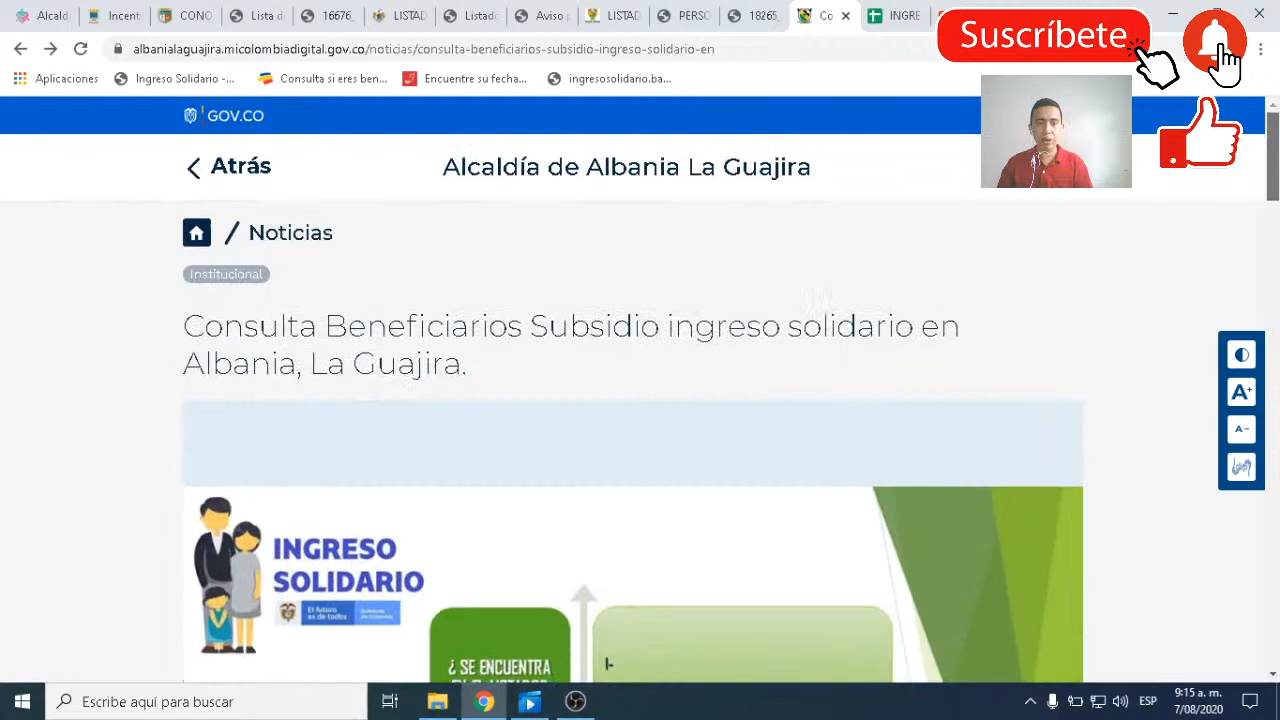 Alcald
Incent
CONO
Lista d
16676_
LISTAD
Listado
Aviso
LISTAD
PERSO
18265_
Co
INGRE
Suscríbete
albanialaguajira.micolombiadigital.gov.co/noticias/consulta-beneficiarios-subsidio-ingreso-solidario-en
Aplicaciones
Ingreso Solidario -...
Consulta si eres ben...
Encuentre su fecha...
ingresosolidario.ba...
GOV.CO
Atrás
Alcaldía de Albania La Guajira
/ Noticias
Institucional
Consulta Beneficiarios Subsidio ingreso solidario en
Albania, La Guajira.
A+
A-
INGRESO
SOLIDARIO
El futuro
es de todos
¿ SE ENCUENTRA
I-
Escribe aquí para buscar
ESP
9:15 a. m.
7/08/2020